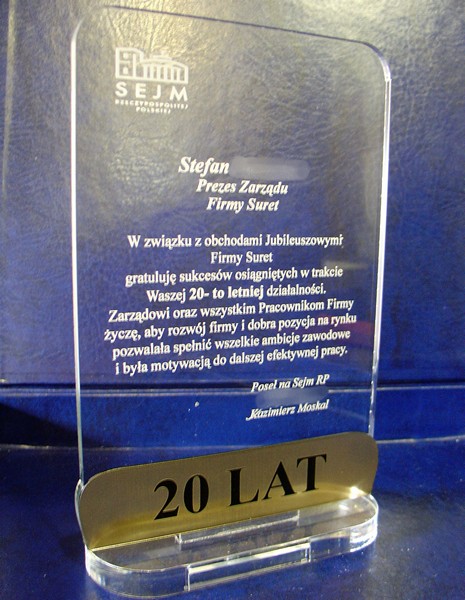 SEJM
RZECZYPOSPOLITEJ
POLSKIEJ
Stefan
Prezes Zarządu
Firmy Suret
W związku z obchodami Jubileuszowymi
Firmy Suret
gratuluję sukcesów osiągniętych w trakcie
Waszej 20- to letniej działalności.
Zarządowi oraz wszystkim Pracownikom Firmy
życzę, aby rozwój firmy i dobra pozycja na rynku
pozwalała spełnić wszelkie ambicje zawodowe
i była motywacją do dalszej efektywnej pracy.
Poseł na Sejm RP
Kazimierz Moskal
20 LAT